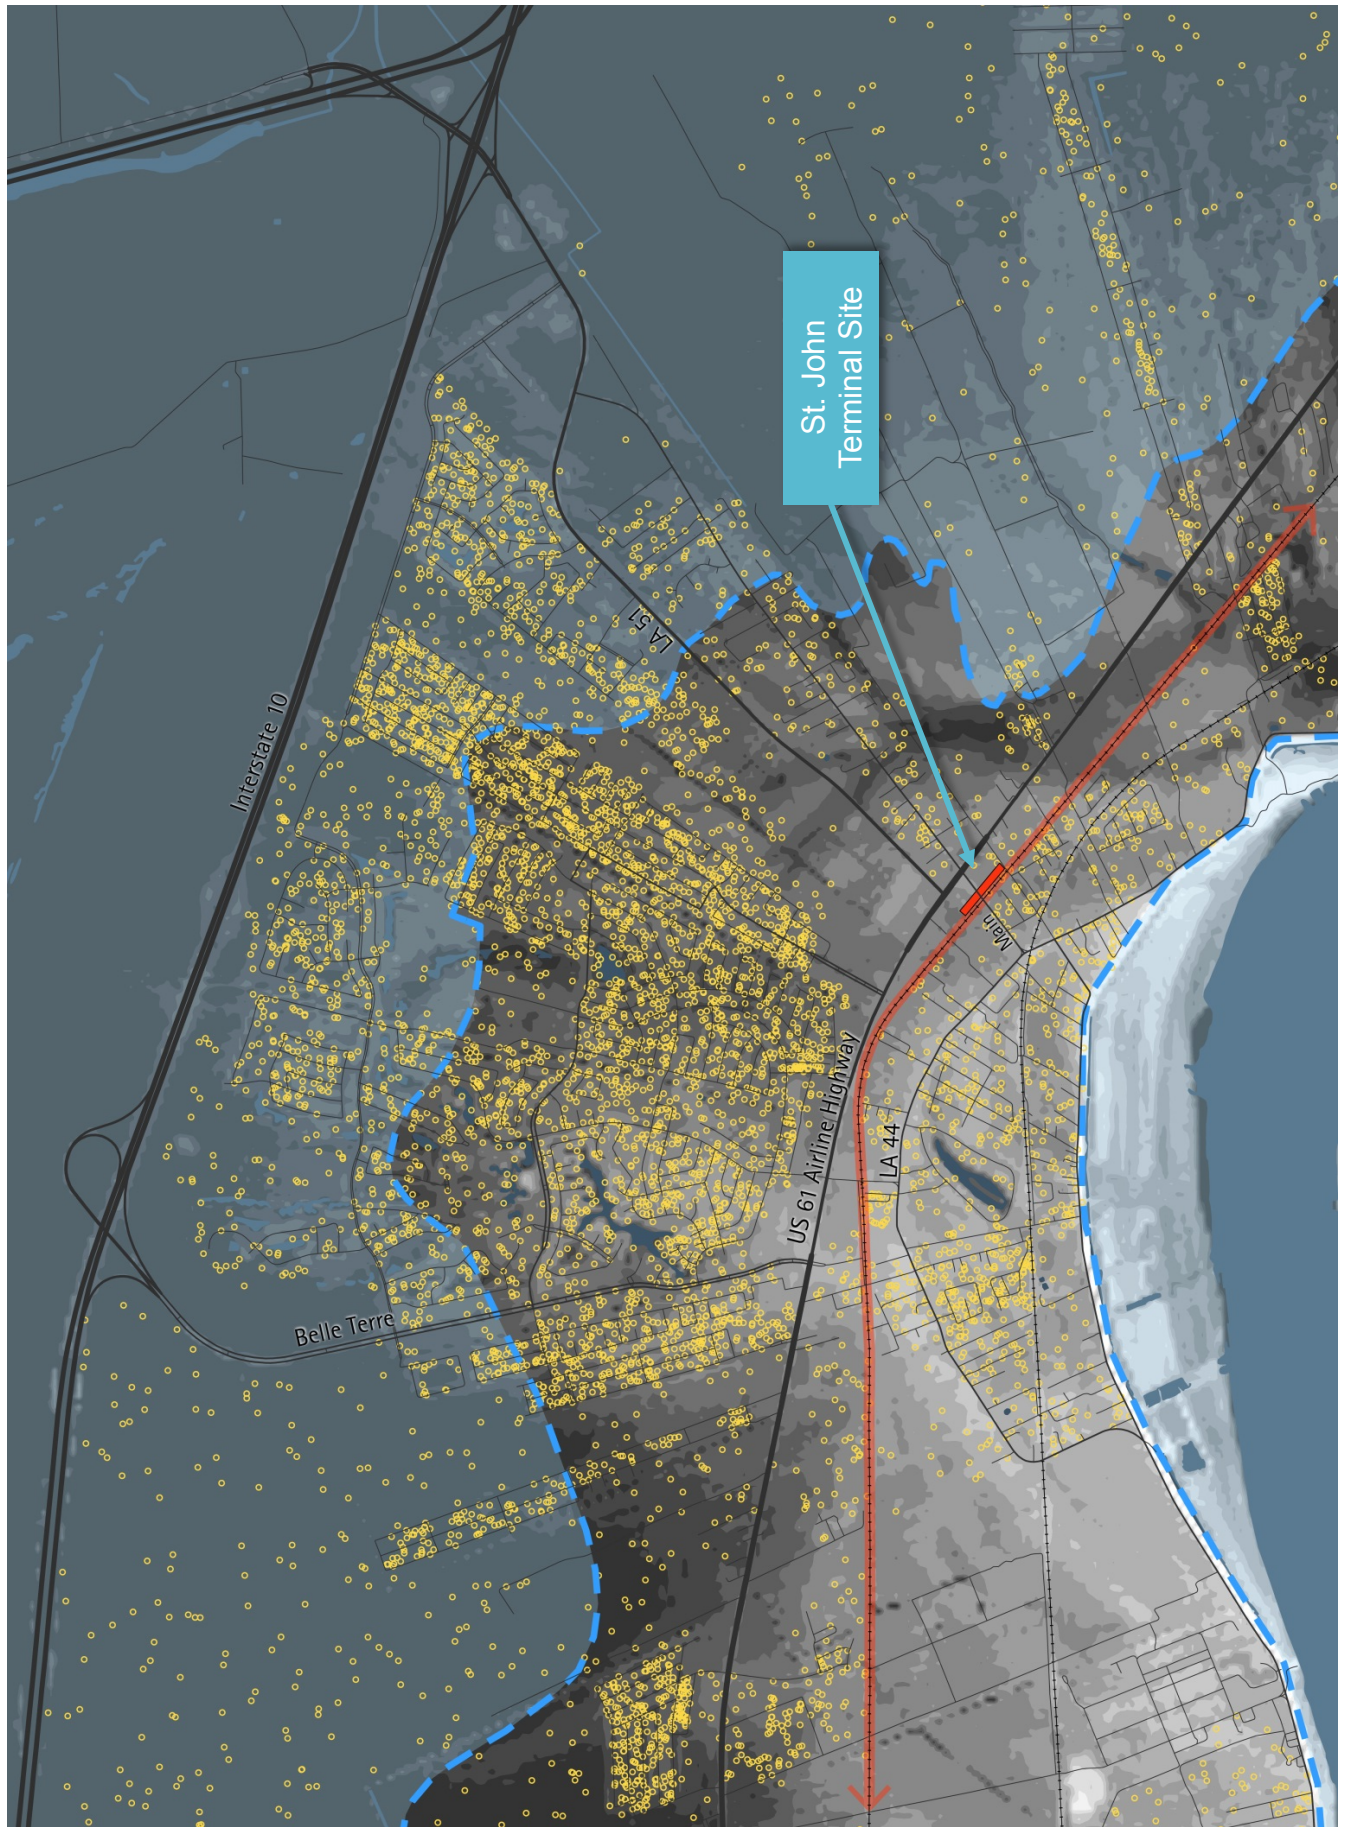 St. John
Terminal Site
LA 51
Interstate 10
Main
US 61 Airline Highway
LA 44
Belle Terre